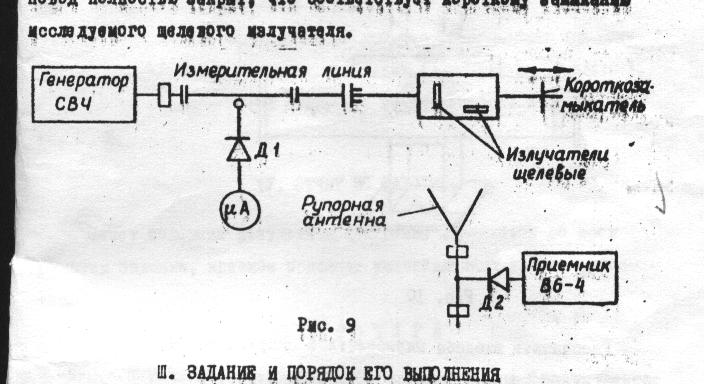 исследуемого щелевого излучателя.
Генератор
СВЧ
Измерительная линия
Короткоза-
мыкатель
Д1
Излучатели
щелевые
μА
Рупорная
антенна
Приемник
В6-4
Д2
Рис. 9
Ш. ЗАДАНИЕ И ПОРЯДОК ЕГО ВЫПОЛНЕНИЯ